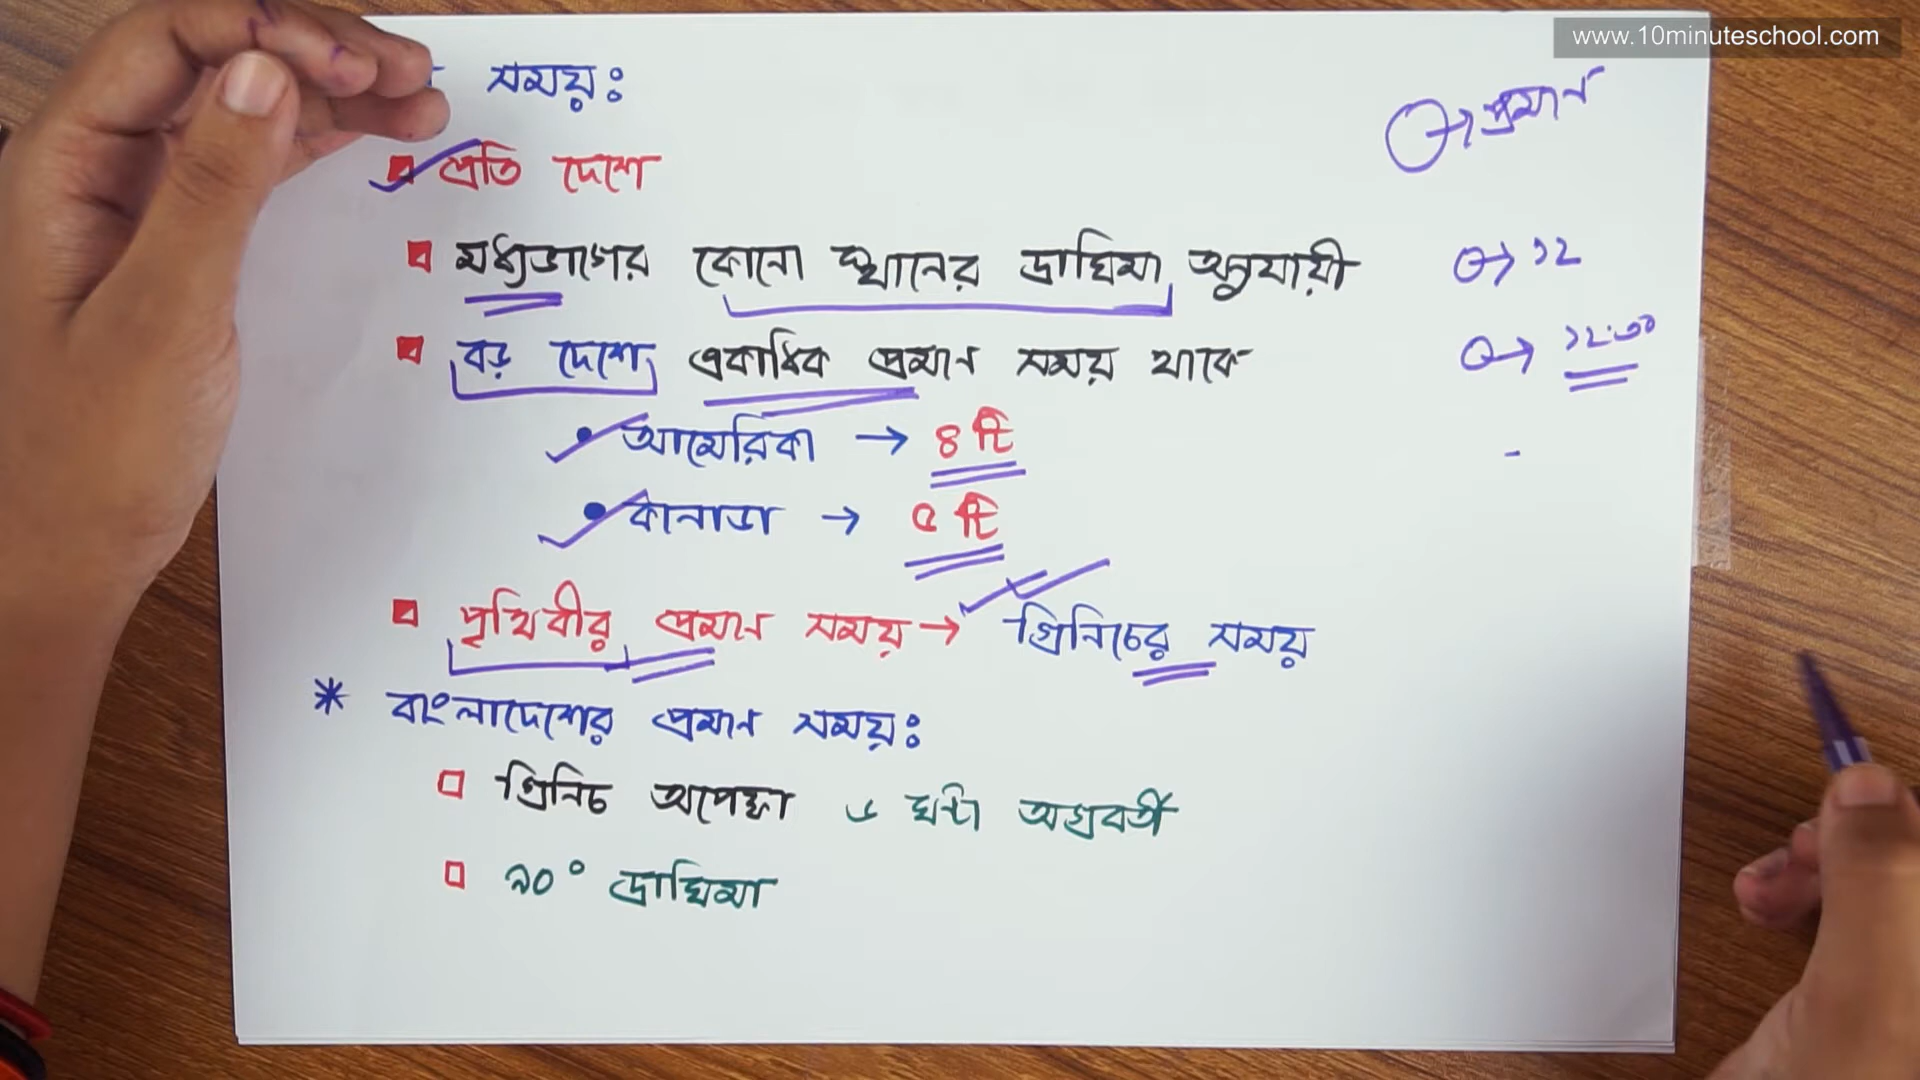 www.10minuteschool.com
সময়ঃ
প্রমাণ
প্রতি দেশে
মধ্যভাগের কোনো স্থানের দ্রাঘিমা অনুযায়ী
→ ১২
বড় দেশে একাধিক প্রমাণ সময় থাকে
→ ১২:৩০
আমেরিকা → ৪টি
কানাডা → ৫টি
পৃথিবীর প্রমাণ সময় → গ্রিনিচের সময়
* বাংলাদেশের প্রমাণ সময়ঃ
গ্রিনিচ অপেক্ষা ৬ ঘন্টা অগ্রবর্তী
৯০° দ্রাঘিমা